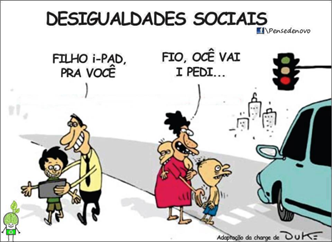 DESIGUALDADES SOCIAIS
f\Pensedenovo
FILHO i-PAD,
PRA VOCÊ
FIO, OCÊ VAI
I PEDI...
Adaptação da charge de DUKE